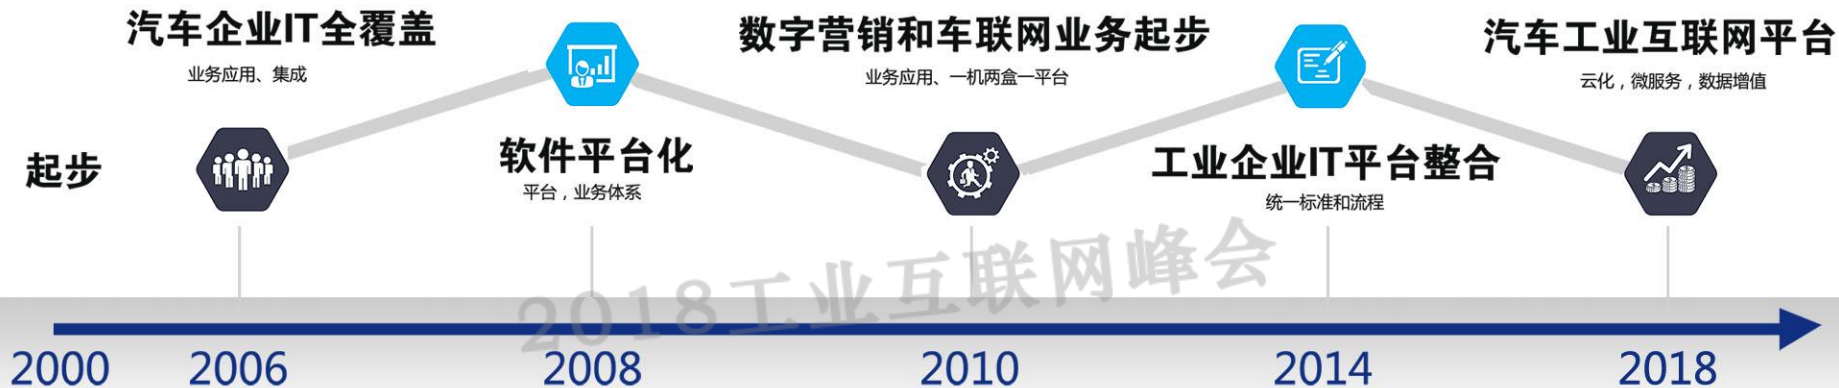 汽车企业IT全覆盖
业务应用、集成
数字营销和车联网业务起步
业务应用、一机两盒一平台
汽车工业互联网平台
云化，微服务，数据增值
起步
软件平台化
平台，业务体系
工业企业IT平台整合
统一标准和流程
2018工业互联网峰会
2000
2006
2008
2010
2014
2018